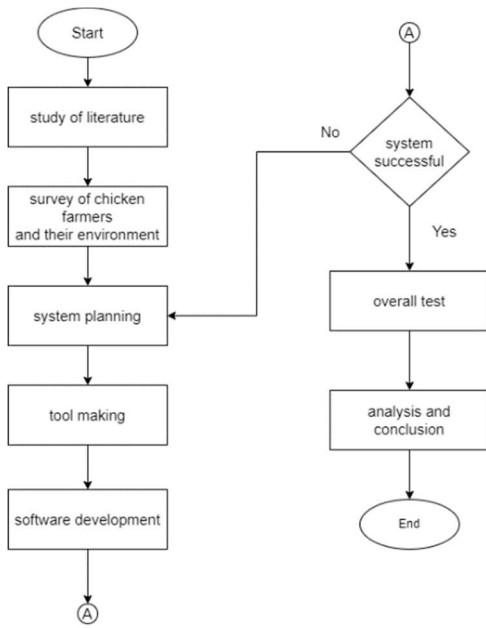 Start
study of literature
survey of chicken
farmers
and their environment
system planning
tool making
software development
A
A
system
successful
No
Yes
overall test
analysis and
conclusion
End